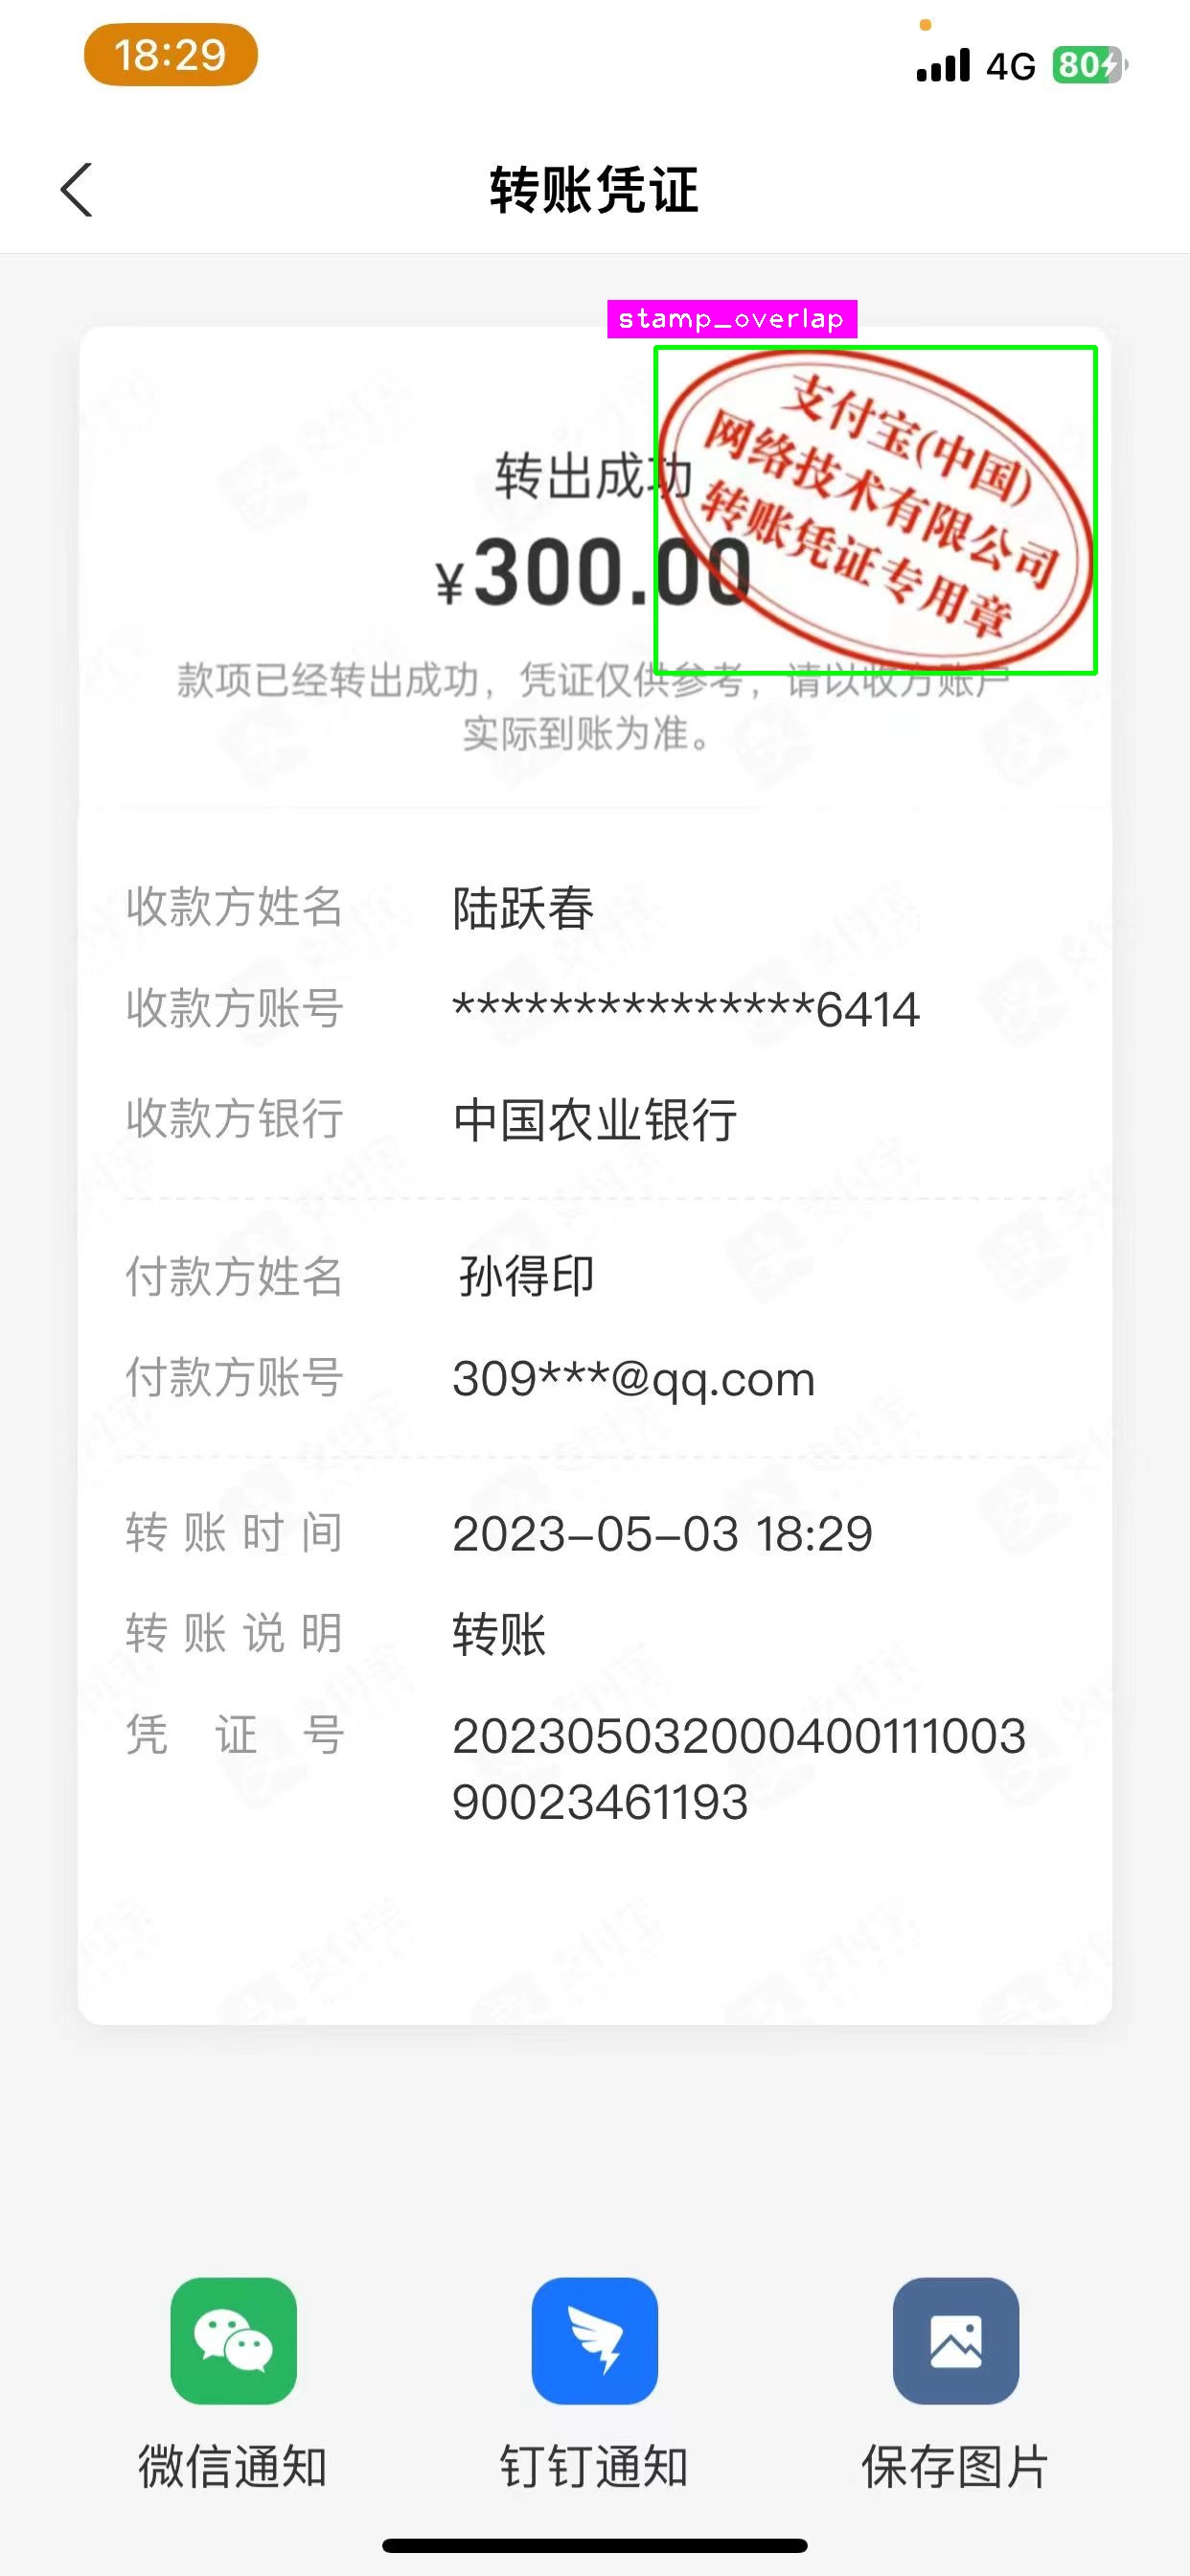 18:29
4G 80
转账凭证
stamp_overlap
支付宝(中国)
网络技术有限公司
转账凭证专用章
转出成功
¥300.00
款项已经转出成功，凭证仅供参考，请以收方账户
实际到账为准。
收款方姓名 陆跃春
收款方账号 ***************6414
收款方银行 中国农业银行
付款方姓名 孙得印
付款方账号 309***@qq.com
转账时间 2023-05-03 18:29
转账说明 转账
凭证号 202305032000400111003
90023461193
微信通知 钉钉通知 保存图片